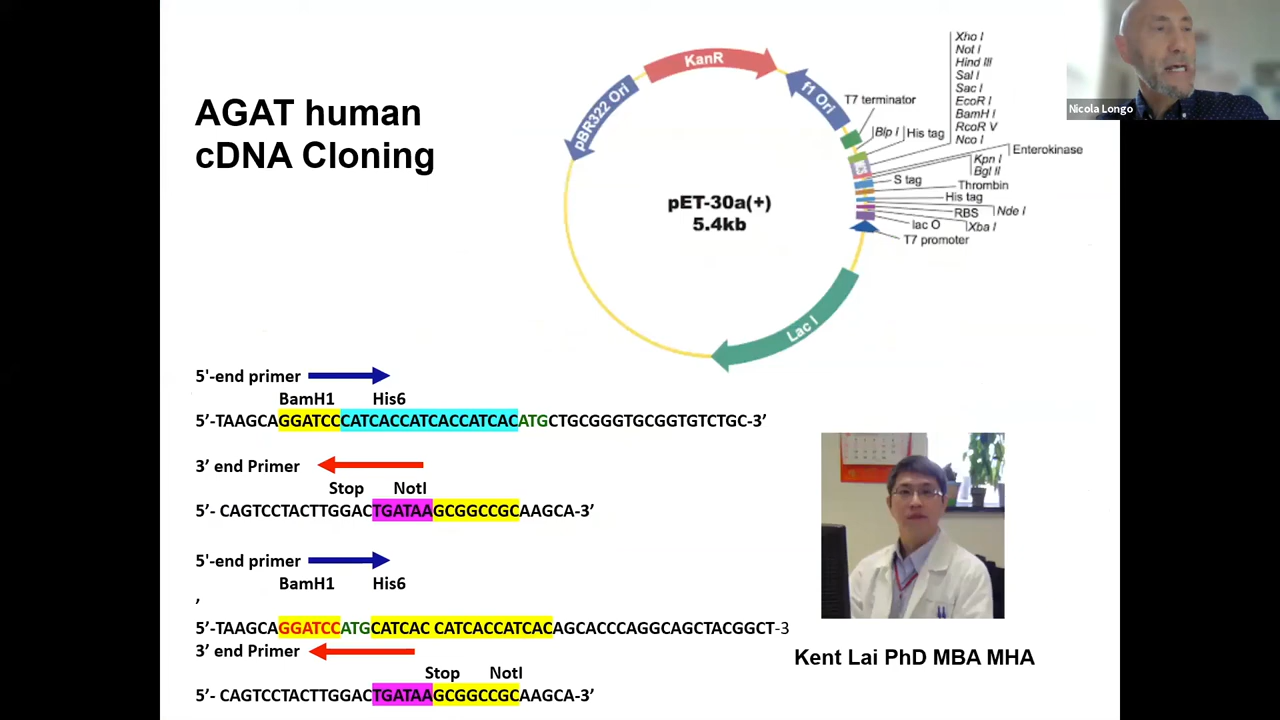 AGAT human
cDNA Cloning
KanR
pBR322 Ori
f1 Ori
T7 terminator
Blp I
His tag
Xho I
Not I
Hind III
Sal I
Sac I
EcoR I
BamH I
RcoR V
Nco I
Enterokinase
Kpn I
Bgl II
S tag
Thrombin
His tag
RBS
Nde I
lac O
Xba I
T7 promoter
pET-30a(+)
5.4kb
Lac I
Nicola Longo
5'-end primer
BamH1 His6
5’-TAAGCAGGATCCCATCACCATCACCATCACATGCTGCGGGTGCGGTGTCTGC-3’
3’ end Primer
Stop NotI
5’- CAGTCCTACTTGGACTGATAAGCGGCCGCAAGCA-3’
5'-end primer
BamH1 His6
,
5’-TAAGCAGGATCCATGCATCAC CATCACCATCACAGCACCCAGGCAGCTACGGCT-3
3’ end Primer
Stop NotI
5’- CAGTCCTACTTGGACTGATAAGCGGCCGCAAGCA-3’
Kent Lai PhD MBA MHA